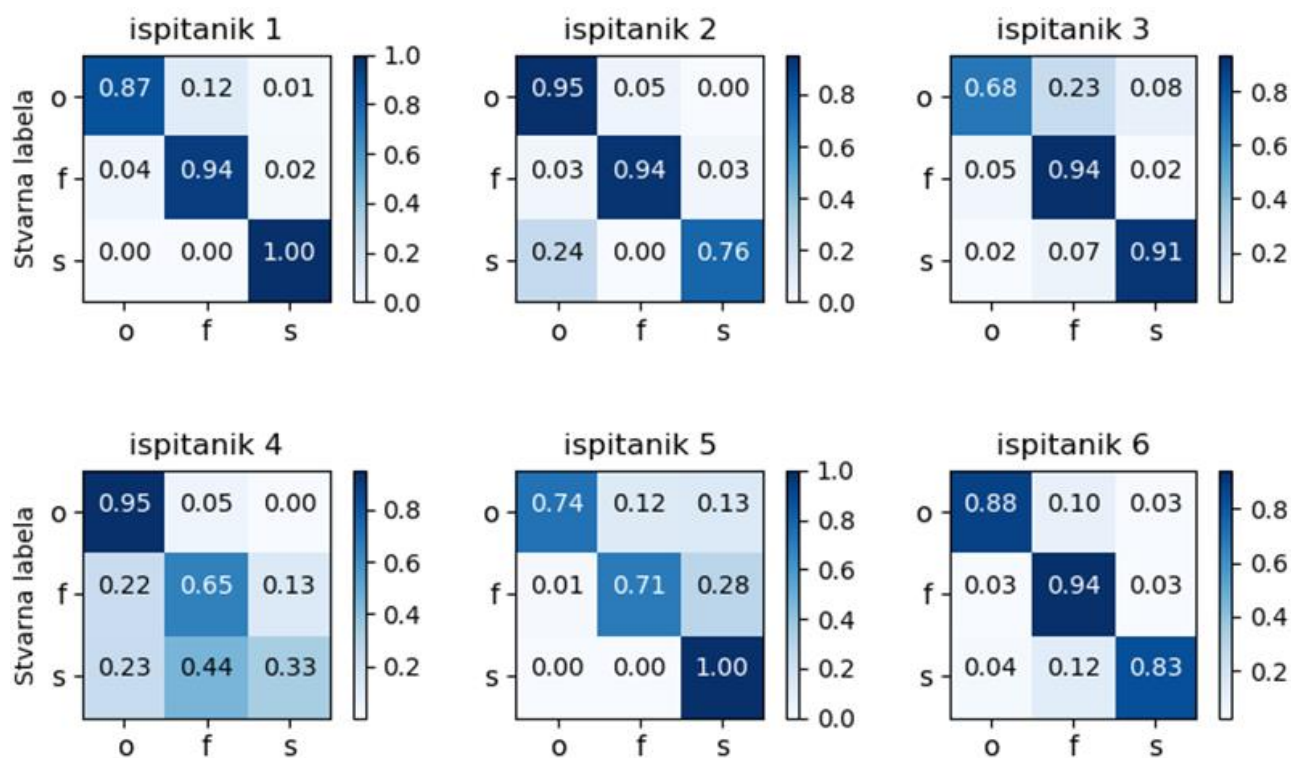 ispitanik 1 ispitanik 2 ispitanik 3
1.0
o 0.87 0.12 0.01 0.8 o 0.95 0.05 0.00 0.8 o 0.68 0.23 0.08 0.8
0.6 0.6 0.6
Stvarna labela f 0.04 0.94 0.02 0.4 f 0.03 0.94 0.03 0.4 f 0.05 0.94 0.02 0.4
s 0.00 0.00 1.00 0.2 s 0.24 0.00 0.76 0.2 s 0.02 0.07 0.91 0.2
0.0 0.0
o f s o f s o f s
ispitanik 4 ispitanik 5 ispitanik 6
1.0
o 0.95 0.05 0.00 0.8 o 0.74 0.12 0.13 0.8 o 0.88 0.10 0.03 0.8
0.6 0.6 0.6
Stvarna labela f 0.22 0.65 0.13 0.4 f 0.01 0.71 0.28 0.4 f 0.03 0.94 0.03 0.4
s 0.23 0.44 0.33 0.2 s 0.00 0.00 1.00 0.2 s 0.04 0.12 0.83 0.2
0.0
o f s o f s o f s